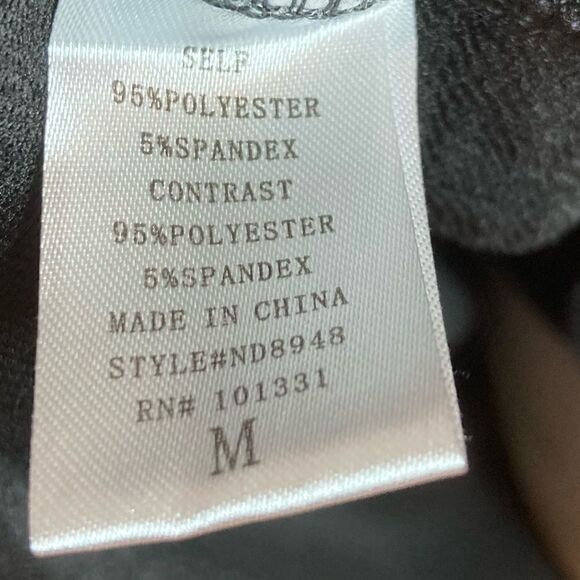 SELF
95%POLYESTER
5%SPANDEX
CONTRAST
95%POLYESTER
5%SPANDEX
MADE IN CHINA
STYLE#ND8948
RN# 101331
M